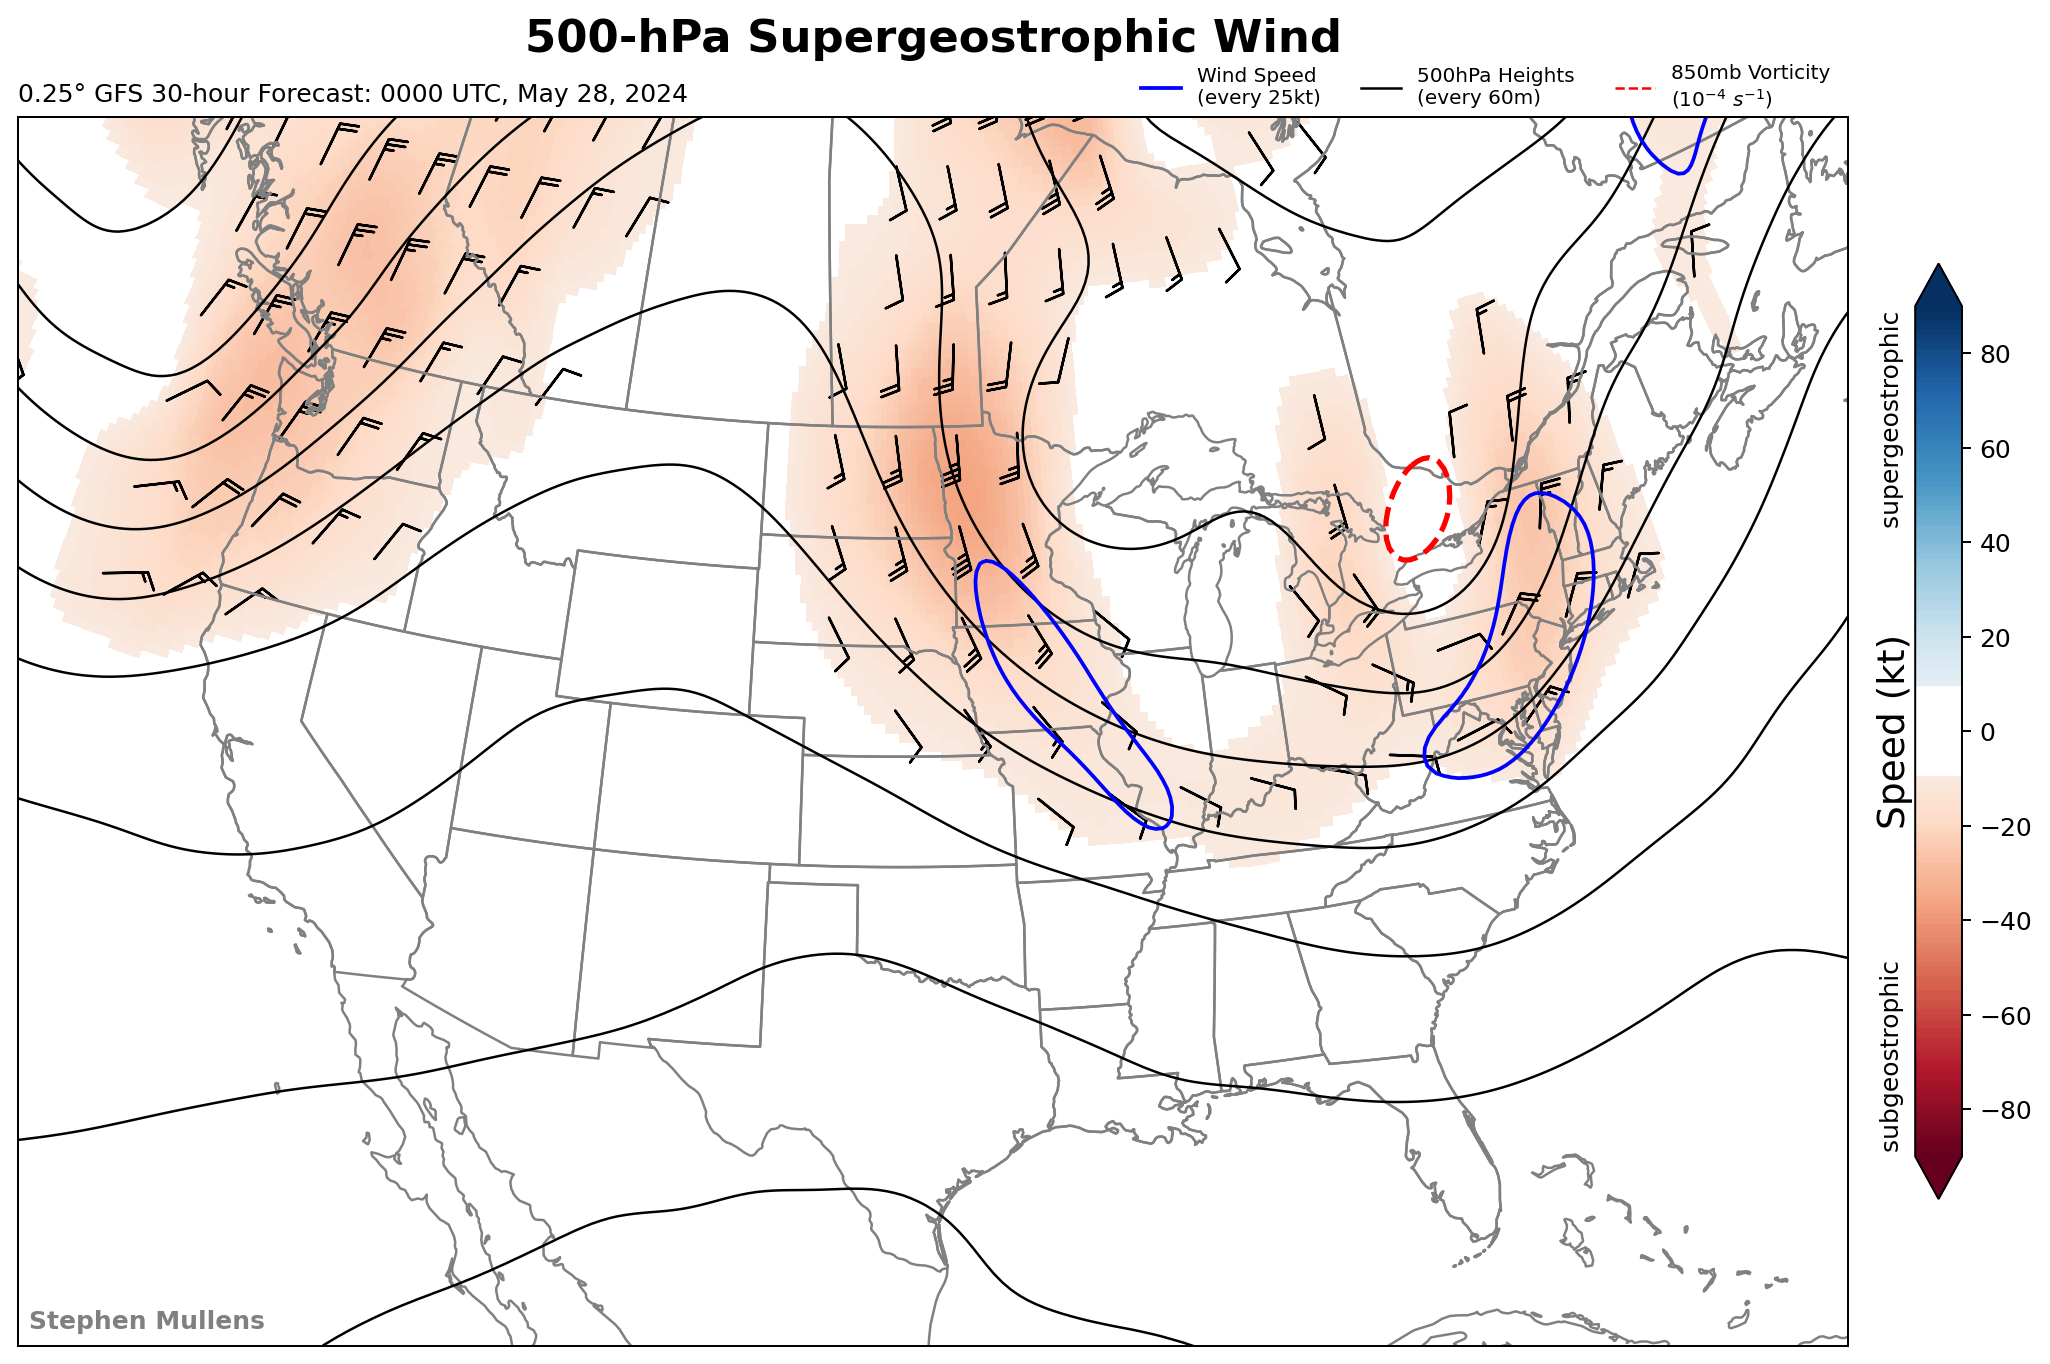 500-hPa Supergeostrophic Wind
0.25° GFS 30-hour Forecast: 0000 UTC, May 28, 2024
Wind Speed
(every 25kt)
500hPa Heights
(every 60m)
850mb Vorticity
(10⁻⁴ s⁻¹)
supergeostrophic
subgeostrophic
Speed (kt)
80
60
40
20
0
−20
−40
−60
−80
Stephen Mullens